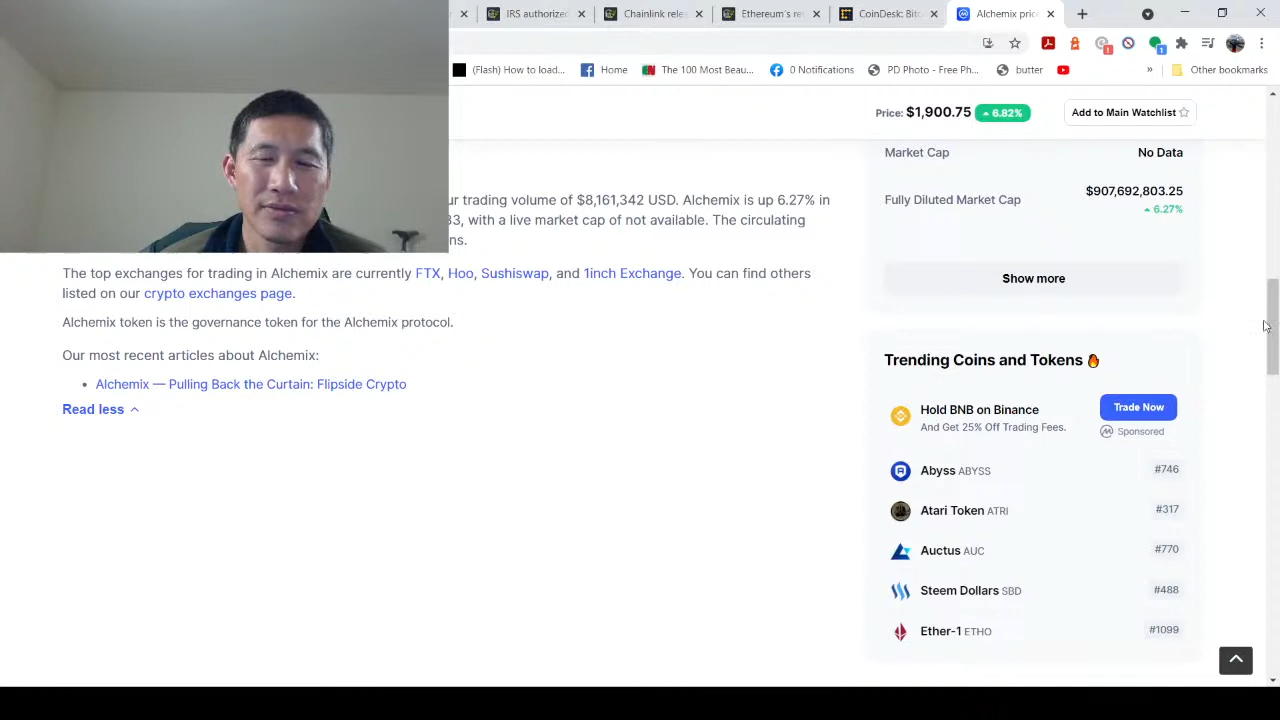 IRS authorized
Chainlink rele
Ethereum's re
CoinDesk: Bitc
Alchemix pric
(Flash) How to load...
Home
The 100 Most Beau...
0 Notifications
PD Photo - Free Ph...
butter
»
Other bookmarks
Price: $1,900.75 6.82%
Add to Main Watchlist
Market Cap
No Data
Fully Diluted Market Cap
$907,692,803.25
6.27%
Show more
ur trading volume of $8,161,342 USD. Alchemix is up 6.27% in
33, with a live market cap of not available. The circulating
ns.
The top exchanges for trading in Alchemix are currently FTX, Hoo, Sushiswap, and 1inch Exchange. You can find others
listed on our crypto exchanges page.
Alchemix token is the governance token for the Alchemix protocol.
Our most recent articles about Alchemix:
• Alchemix — Pulling Back the Curtain: Flipside Crypto
Read less
Trending Coins and Tokens
Hold BNB on Binance
And Get 25% Off Trading Fees.
Trade Now
Sponsored
Abyss ABYSS #746
Atari Token ATRI #317
Auctus AUC #770
Steem Dollars SBD #488
Ether-1 ETHO #1099